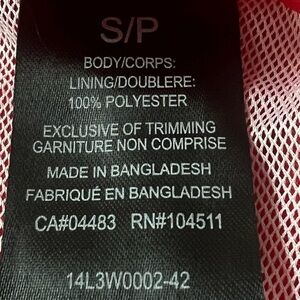 S/P
BODY/CORPS:
LINING/DOUBLERE:
100% POLYESTER
EXCLUSIVE OF TRIMMING
GARNITURE NON COMPRISE
MADE IN BANGLADESH
FABRIQUÉ EN BANGLADESH
CA#04483 RN#104511
14L3W0002-42